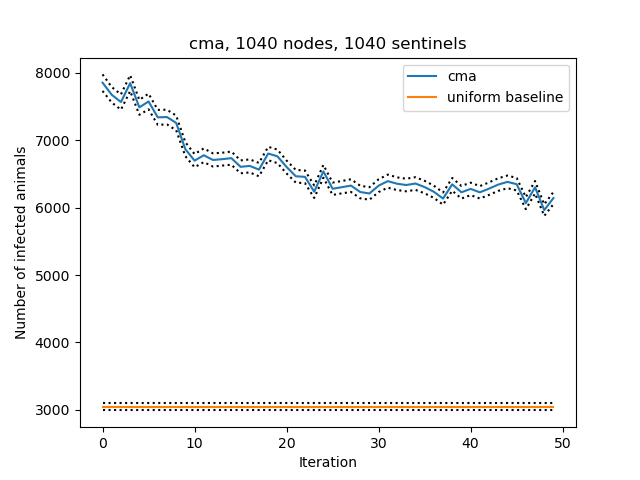 cma, 1040 nodes, 1040 sentinels
cma
uniform baseline
Number of infected animals
8000
7000
6000
5000
4000
3000
0
10
20
30
40
50
Iteration